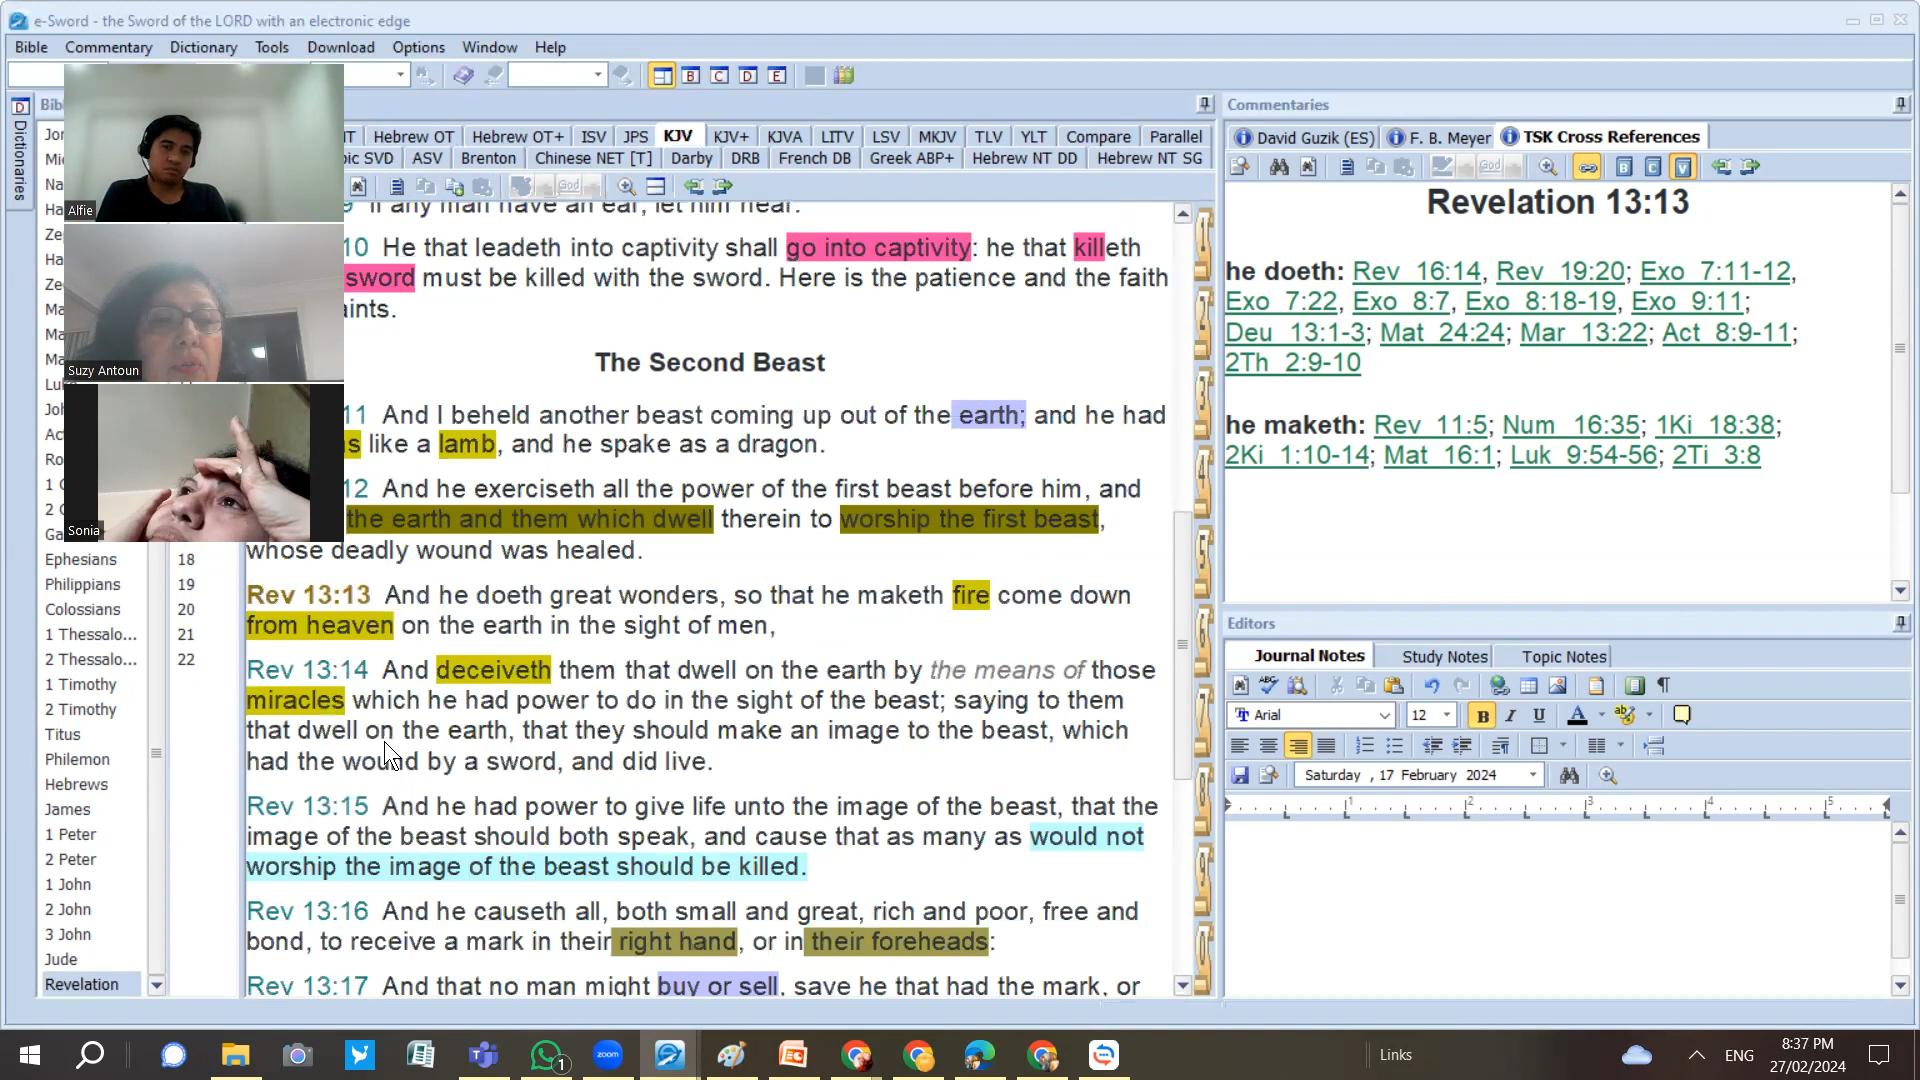 e-Sword - the Sword of the LORD with an electronic edge
Bible Commentary Dictionary Tools Download Options Window Help
B C D E
D Dictionaries
Alfie
Suzy Antoun
Sonia
Hebrew OT Hebrew OT+ ISV JPS KJV KJV+ KJVA LITV LSV MKJV TLV YLT Compare Parallel
SVD ASV Brenton Chinese NET [T] Darby DRB French DB Greek ABP+ Hebrew NT DD Hebrew NT SG
Ephesians
Philippians
Colossians
1 Thessalo...
2 Thessalo...
1 Timothy
2 Timothy
Titus
Philemon
Hebrews
James
1 Peter
2 Peter
1 John
2 John
3 John
Jude
Revelation
18
19
20
21
22
If any man have an ear, let him hear.
10 He that leadeth into captivity shall go into captivity: he that killeth
sword must be killed with the sword. Here is the patience and the faith
aints.
The Second Beast
11 And I beheld another beast coming up out of the earth; and he had
s like a lamb, and he spake as a dragon.
12 And he exerciseth all the power of the first beast before him, and
the earth and them which dwell therein to worship the first beast,
whose deadly wound was healed.
Rev 13:13 And he doeth great wonders, so that he maketh fire come down
from heaven on the earth in the sight of men,
Rev 13:14 And deceiveth them that dwell on the earth by the means of those
miracles which he had power to do in the sight of the beast; saying to them
that dwell on the earth, that they should make an image to the beast, which
had the wound by a sword, and did live.
Rev 13:15 And he had power to give life unto the image of the beast, that the
image of the beast should both speak, and cause that as many as would not
worship the image of the beast should be killed.
Rev 13:16 And he causeth all, both small and great, rich and poor, free and
bond, to receive a mark in their right hand, or in their foreheads:
Rev 13:17 And that no man might buy or sell, save he that had the mark, or
Commentaries
David Guzik (ES) F. B. Meyer TSK Cross References
Revelation 13:13
he doeth: Rev 16:14, Rev 19:20; Exo 7:11-12,
Exo 7:22, Exo 8:7, Exo 8:18-19, Exo 9:11;
Deu 13:1-3; Mat 24:24; Mar 13:22; Act 8:9-11;
2Th 2:9-10
he maketh: Rev 11:5; Num 16:35; 1Ki 18:38;
2Ki 1:10-14; Mat 16:1; Luk 9:54-56; 2Ti 3:8
Editors
Journal Notes Study Notes Topic Notes
Arial 12 B I U A
Saturday , 17 February 2024
1 2 3 4 5
Links ENG 8:37 PM
27/02/2024